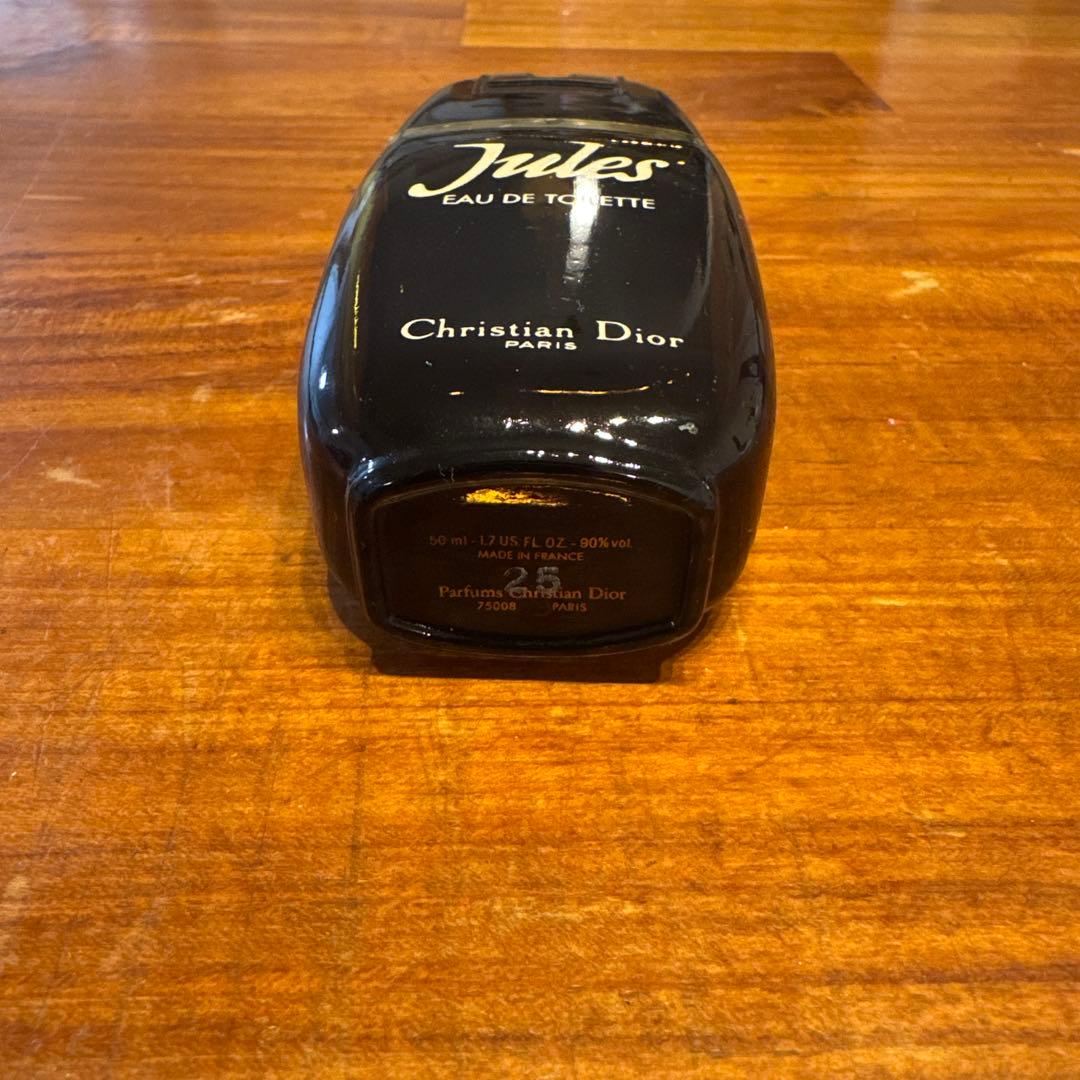 Jules
EAU DE TOILETTE
Christian Dior
PARIS
50 ml - 1.7 US FL. OZ. - 90% vol.
MADE IN FRANCE
25
Parfums Christian Dior
75008 PARIS